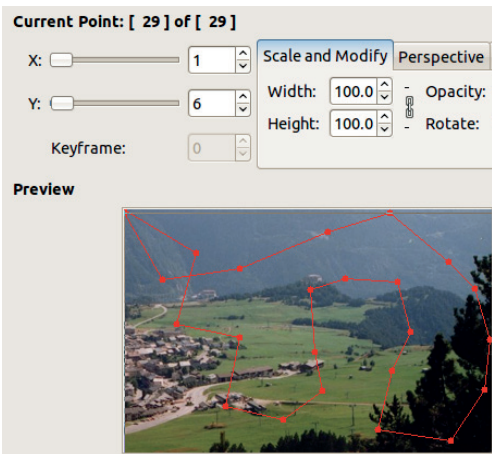 Current Point: [ 29 ] of [ 29 ]
X: 1
Y: 6
Keyframe: 0
Scale and Modify Perspective
Width: 100.0 Opacity:
Height: 100.0 Rotate:
Preview